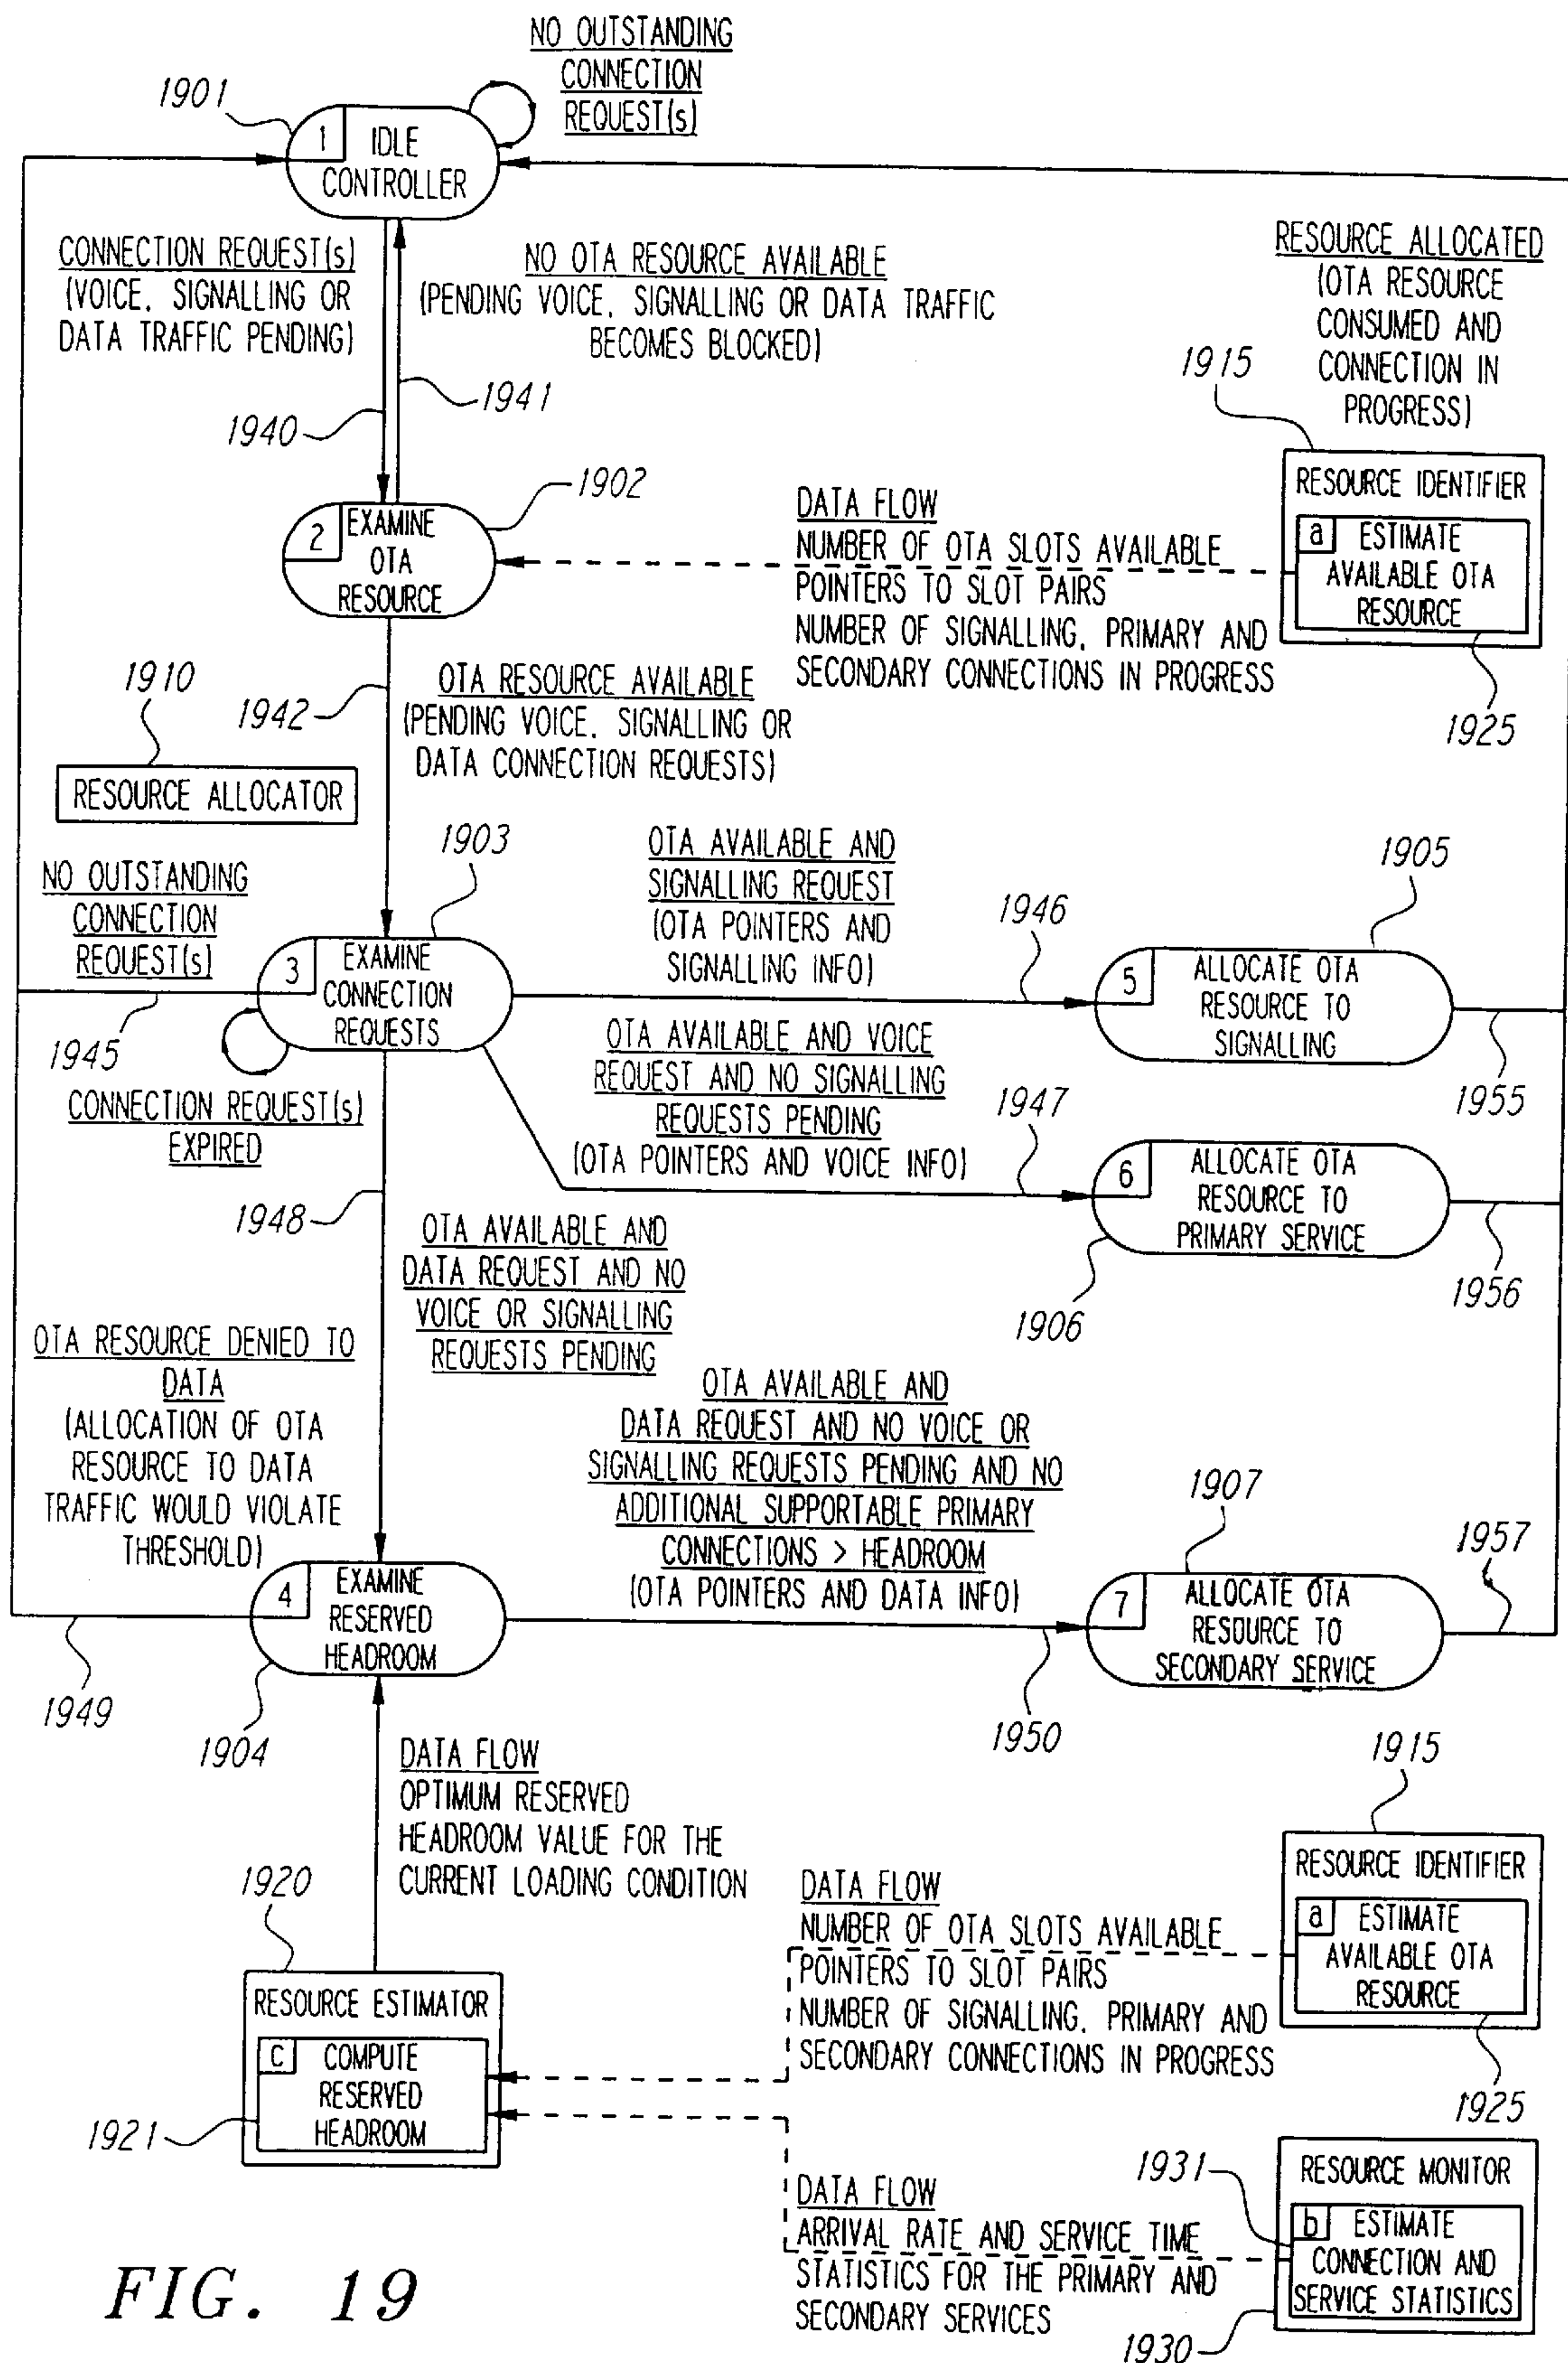 NO OUTSTANDING
CONNECTION
REQUEST(s)
1901
1
IDLE
CONTROLLER
CONNECTION REQUEST(s)
(VOICE, SIGNALLING OR
DATA TRAFFIC PENDING)
NO OTA RESOURCE AVAILABLE
(PENDING VOICE, SIGNALLING OR DATA TRAFFIC
BECOMES BLOCKED)
RESOURCE ALLOCATED
(OTA RESOURCE
CONSUMED AND
CONNECTION IN
PROGRESS)
1940
1941
1915
1902
2
EXAMINE
OTA
RESOURCE
DATA FLOW
NUMBER OF OTA SLOTS AVAILABLE
POINTERS TO SLOT PAIRS
NUMBER OF SIGNALLING, PRIMARY AND
SECONDARY CONNECTIONS IN PROGRESS
RESOURCE IDENTIFIER
a
ESTIMATE
AVAILABLE OTA
RESOURCE
1925
1910
1942
OTA RESOURCE AVAILABLE
(PENDING VOICE, SIGNALLING OR
DATA CONNECTION REQUESTS)
RESOURCE ALLOCATOR
1903
NO OUTSTANDING
CONNECTION
REQUEST(s)
3
EXAMINE
CONNECTION
REQUESTS
OTA AVAILABLE AND
SIGNALLING REQUEST
(OTA POINTERS AND
SIGNALLING INFO)
1946
1905
5
ALLOCATE OTA
RESOURCE TO
SIGNALLING
1945
CONNECTION REQUEST(s)
EXPIRED
OTA AVAILABLE AND VOICE
REQUEST AND NO SIGNALLING
REQUESTS PENDING
(OTA POINTERS AND VOICE INFO)
1947
1955
6
ALLOCATE OTA
RESOURCE TO
PRIMARY SERVICE
1948
1906
1956
OTA AVAILABLE AND
DATA REQUEST AND NO
VOICE OR SIGNALLING
REQUESTS PENDING
OTA RESOURCE DENIED TO
DATA
(ALLOCATION OF OTA
RESOURCE TO DATA
TRAFFIC WOULD VIOLATE
THRESHOLD)
OTA AVAILABLE AND
DATA REQUEST AND NO VOICE OR
SIGNALLING REQUESTS PENDING AND NO
ADDITIONAL SUPPORTABLE PRIMARY
CONNECTIONS > HEADROOM
(OTA POINTERS AND DATA INFO)
1907
1957
4
EXAMINE
RESERVED
HEADROOM
7
ALLOCATE OTA
RESOURCE TO
SECONDARY SERVICE
1949
1904
1950
DATA FLOW
OPTIMUM RESERVED
HEADROOM VALUE FOR THE
CURRENT LOADING CONDITION
1915
1920
RESOURCE ESTIMATOR
c
COMPUTE
RESERVED
HEADROOM
1921
DATA FLOW
NUMBER OF OTA SLOTS AVAILABLE
POINTERS TO SLOT PAIRS
NUMBER OF SIGNALLING, PRIMARY AND
SECONDARY CONNECTIONS IN PROGRESS
RESOURCE IDENTIFIER
a
ESTIMATE
AVAILABLE OTA
RESOURCE
1925
1931
DATA FLOW
ARRIVAL RATE AND SERVICE TIME
STATISTICS FOR THE PRIMARY AND
SECONDARY SERVICES
RESOURCE MONITOR
b
ESTIMATE
CONNECTION AND
SERVICE STATISTICS
1930
FIG. 19